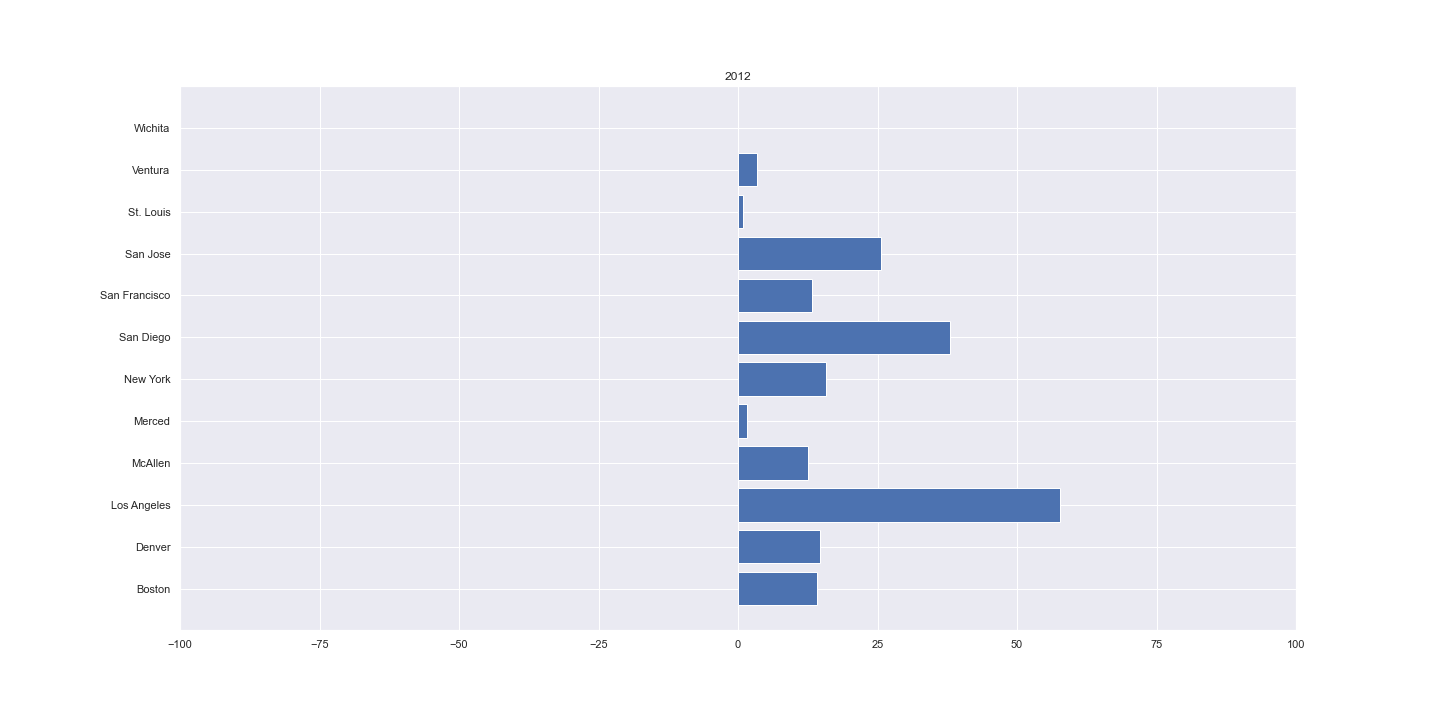 2012
Wichita
Ventura
St. Louis
San Jose
San Francisco
San Diego
New York
Merced
McAllen
Los Angeles
Denver
Boston
−100 −75 −50 −25 0 25 50 75 100